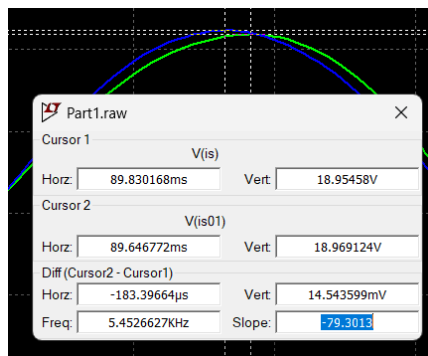 Part1.raw
Cursor 1
V(is)
Horz: 89.830168ms Vert: 18.95458V
Cursor 2
V(is01)
Horz: 89.646772ms Vert: 18.969124V
Diff (Cursor2 - Cursor1)
Horz: -183.39664µs Vert: 14.543599mV
Freq: 5.4526627KHz Slope: -79.3013